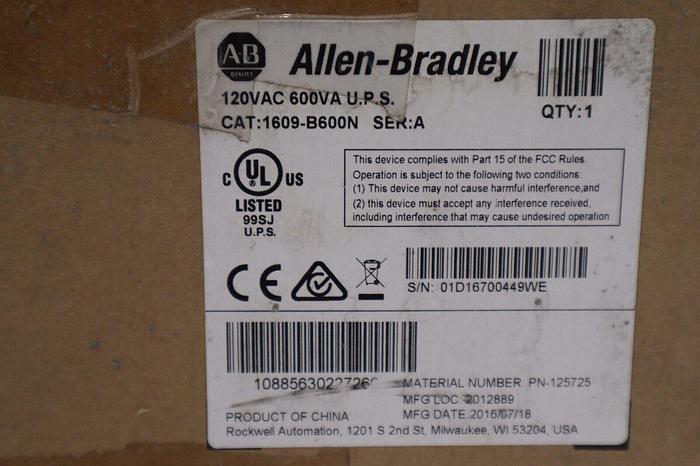 A-B
QUALITY
Allen-Bradley
120VAC 600VA U.P.S.
CAT:1609-B600N SER:A
QTY:1
C UL US
LISTED
99SJ
U.P.S.
This device complies with Part 15 of the FCC Rules.
Operation is subject to the following two conditions:
(1) This device may not cause harmful interference,and
(2) this device must accept any interference received,
including interference that may cause undesired operation.
CE
S/N: 01D16700449WE
MATERIAL NUMBER: PN-125725
MFG LOC: 2012889
PRODUCT OF CHINA MFG DATE:2016/07/18
Rockwell Automation, 1201 S 2nd St, Milwaukee, WI 53204, USA